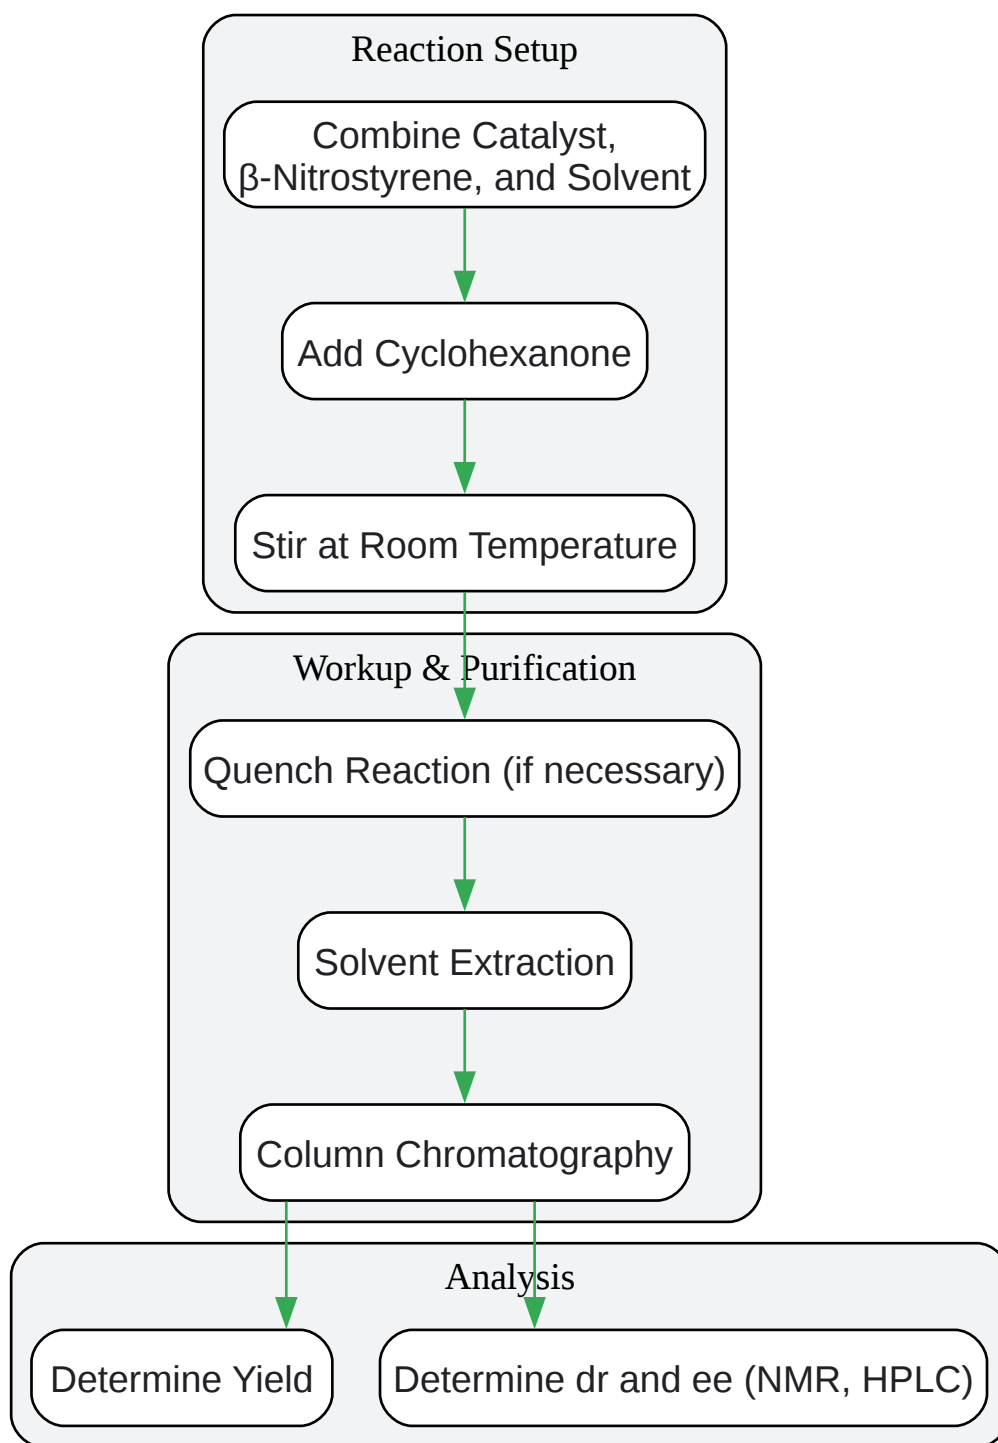 Reaction Setup
Combine Catalyst,
β-Nitrostyrene, and Solvent
Add Cyclohexanone
Stir at Room Temperature
Workup & Purification
Quench Reaction (if necessary)
Solvent Extraction
Column Chromatography
Analysis
Determine Yield
Determine dr and ee (NMR, HPLC)